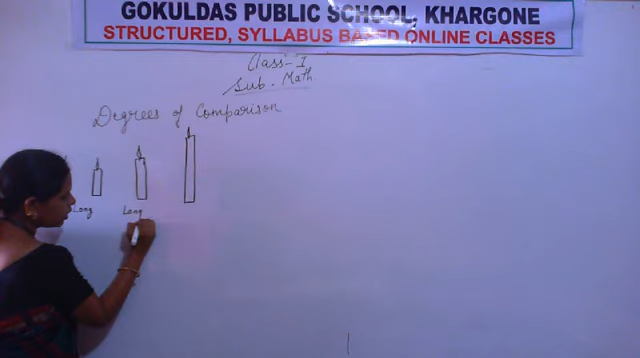 GOKULDAS PUBLIC SCHOOL, KHARGONE
STRUCTURED, SYLLABUS BASED ONLINE CLASSES
Class - I
Sub. Math.
Degrees of Comparison
Long Long